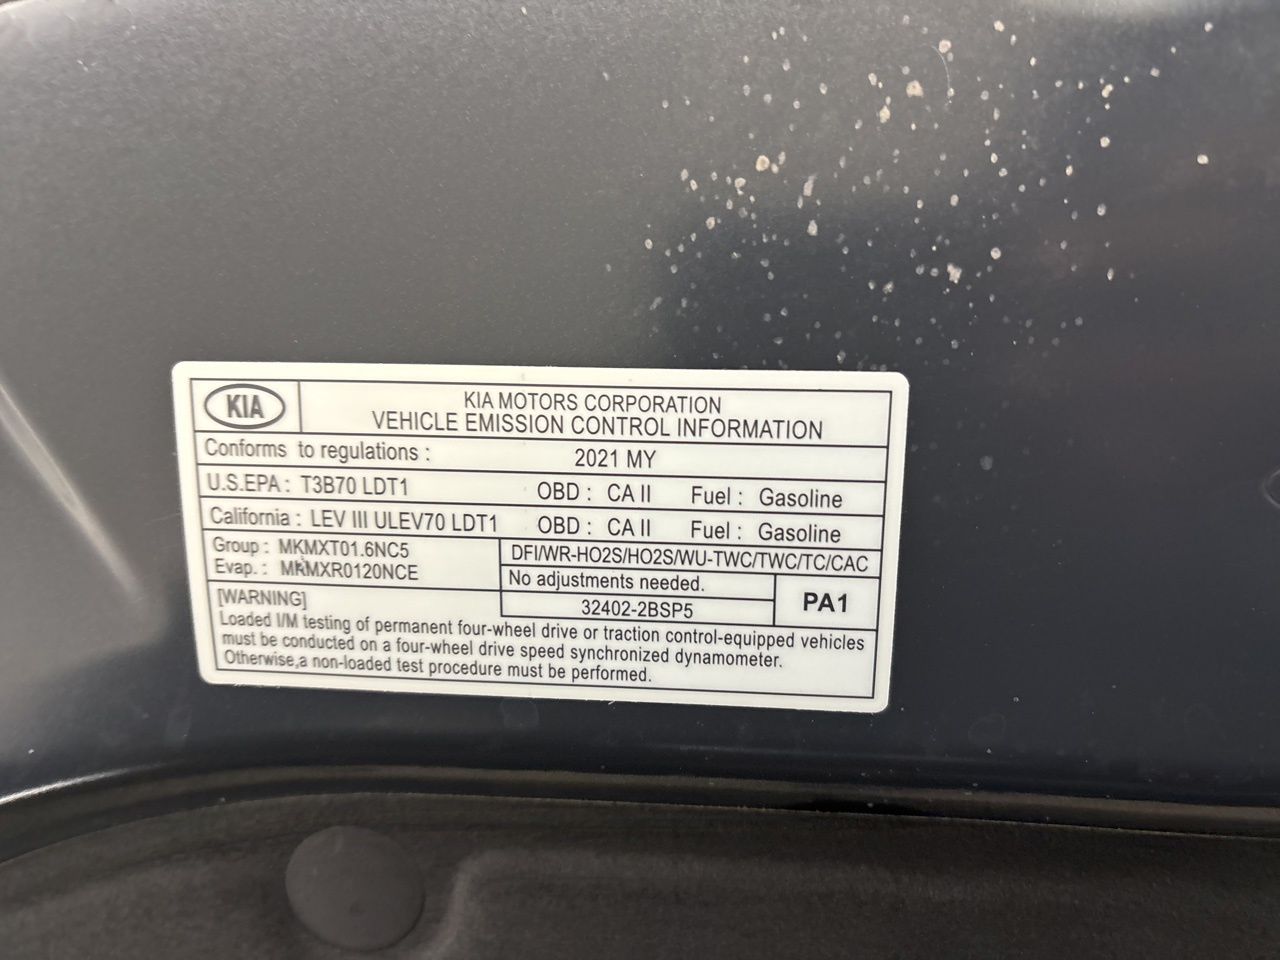 KIA
KIA MOTORS CORPORATION
VEHICLE EMISSION CONTROL INFORMATION
Conforms to regulations : 2021 MY
U.S.EPA : T3B70 LDT1 OBD : CA II Fuel : Gasoline
California : LEV III ULEV70 LDT1 OBD : CA II Fuel : Gasoline
Group : MKMXT01.6NC5
Evap. : MKMXR0120NCE
DFI/WR-HO2S/HO2S/WU-TWC/TWC/TC/CAC
No adjustments needed.
32402-2BSP5
PA1
[WARNING]
Loaded I/M testing of permanent four-wheel drive or traction control-equipped vehicles
must be conducted on a four-wheel drive speed synchronized dynamometer.
Otherwise,a non-loaded test procedure must be performed.